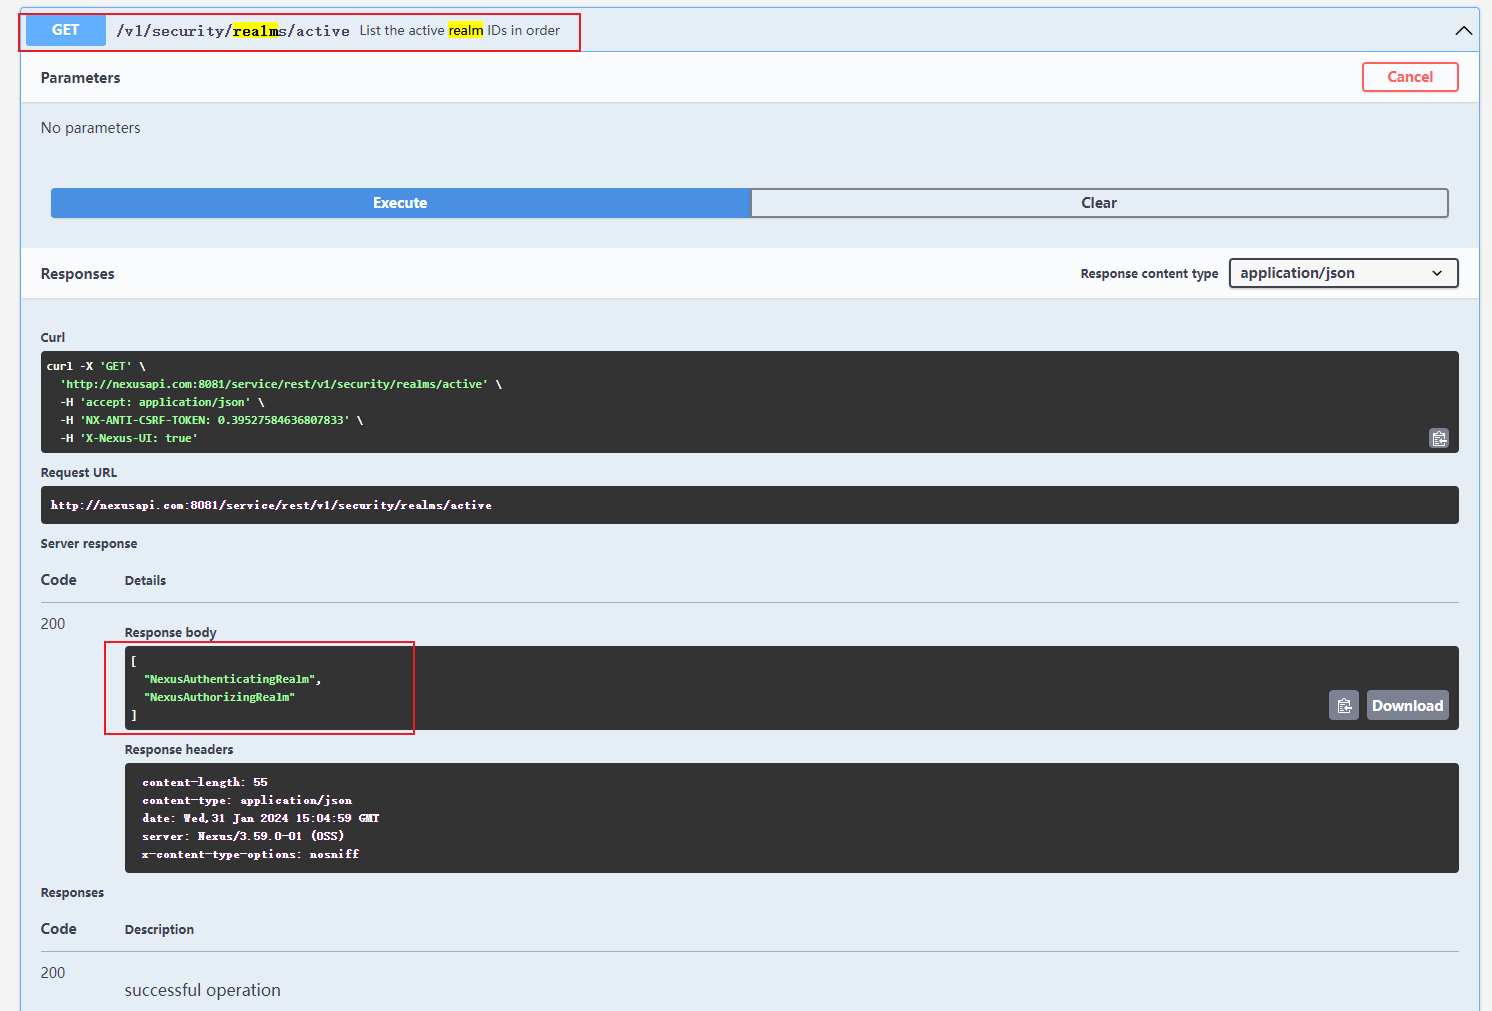 GET /v1/security/realms/active List the active realm IDs in order
Parameters
Cancel
No parameters
Execute
Clear
Responses
Response content type
application/json
Curl
curl -X 'GET' \
'http://nexusapi.com:8081/service/rest/v1/security/realms/active' \
-H 'accept: application/json' \
-H 'NX-ANTI-CSRF-TOKEN: 0.39527584636807833' \
-H 'X-Nexus-UI: true'
Request URL
http://nexusapi.com:8081/service/rest/v1/security/realms/active
Server response
Code Details
200
Response body
[
"NexusAuthenticatingRealm",
"NexusAuthorizingRealm"
]
Download
Response headers
content-length: 55
content-type: application/json
date: Wed,31 Jan 2024 15:04:59 GMT
server: Nexus/3.59.0-01 (OSS)
x-content-type-options: nosniff
Responses
Code Description
200
successful operation